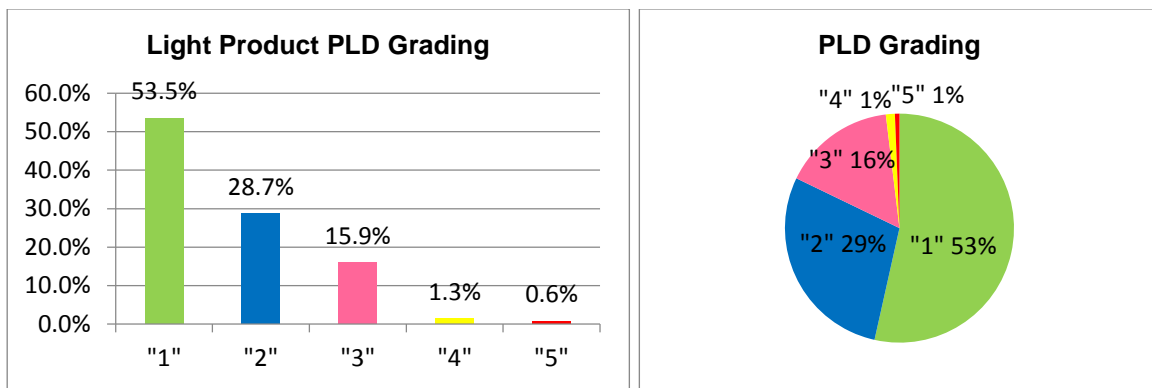 Light Product PLD Grading
53.5%
60.0%
50.0%
40.0%
28.7%
30.0%
15.9%
20.0%
10.0%
1.3%
0.6%
0.0%
"1" "2" "3" "4" "5"
PLD Grading
"4" 1% "5" 1%
"3" 16%
"2" 29% "1" 53%